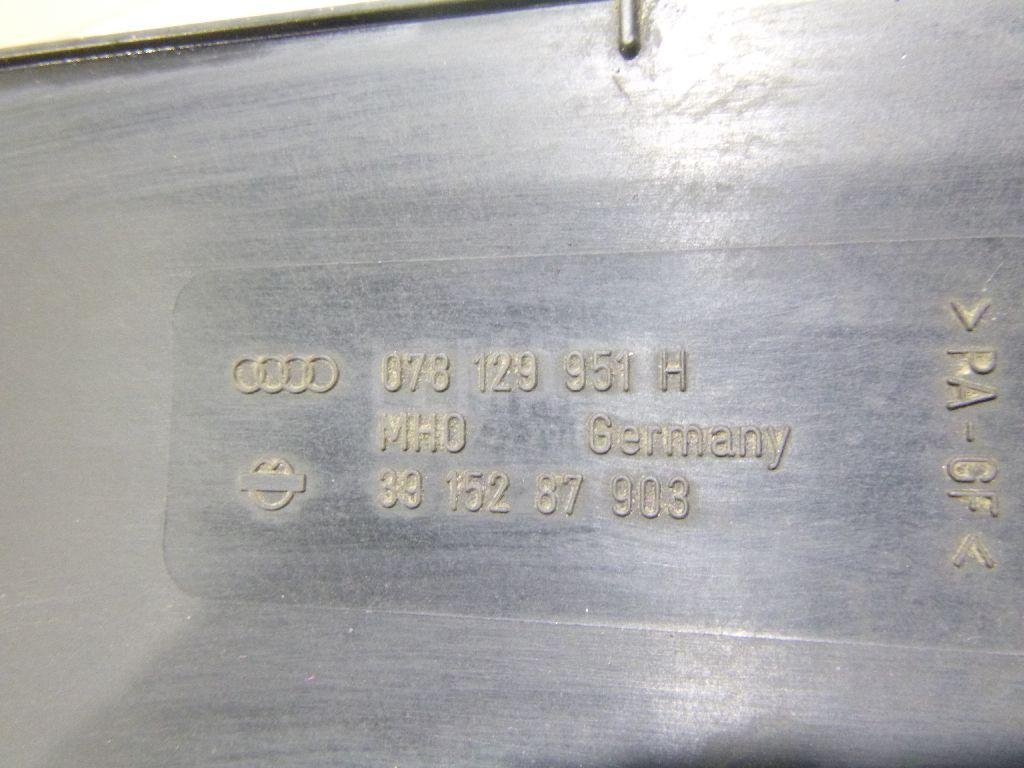 078 129 951 H
MHO Germany
39 152 87 903
>PA-GF<